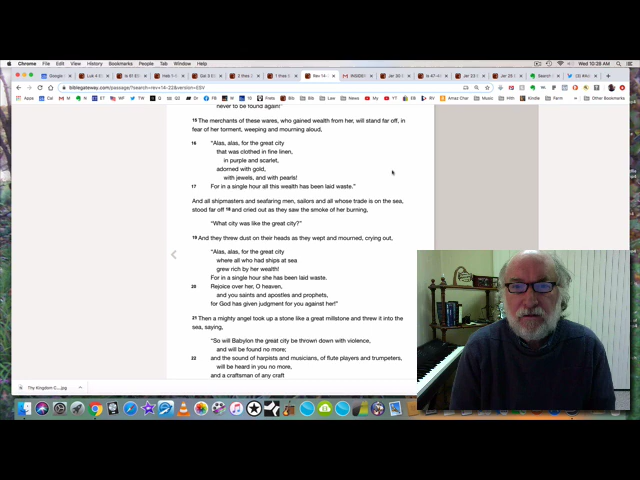 Chrome File Edit View History Bookmarks People Tab Window Help
Wed 10:28 AM
Rev 14-
biblegateway.com/passage/?search=rev+14-22&version=ESV
Other Bookmarks
never to be found again!"
15 The merchants of these wares, who gained wealth from her, will stand far off, in
fear of her torment, weeping and mourning aloud,
16 "Alas, alas, for the great city
that was clothed in fine linen,
in purple and scarlet,
adorned with gold,
with jewels, and with pearls!
17 For in a single hour all this wealth has been laid waste."
And all shipmasters and seafaring men, sailors and all whose trade is on the sea,
stood far off 18 and cried out as they saw the smoke of her burning,
"What city was like the great city?"
19 And they threw dust on their heads as they wept and mourned, crying out,
"Alas, alas, for the great city
where all who had ships at sea
grew rich by her wealth!
For in a single hour she has been laid waste.
20 Rejoice over her, O heaven,
and you saints and apostles and prophets,
for God has given judgment for you against her!"
21 Then a mighty angel took up a stone like a great millstone and threw it into the
sea, saying,
"So will Babylon the great city be thrown down with violence,
and will be found no more;
22 and the sound of harpists and musicians, of flute players and trumpeters,
will be heard in you no more,
and a craftsman of any craft
Thy Kingdom C....jpg